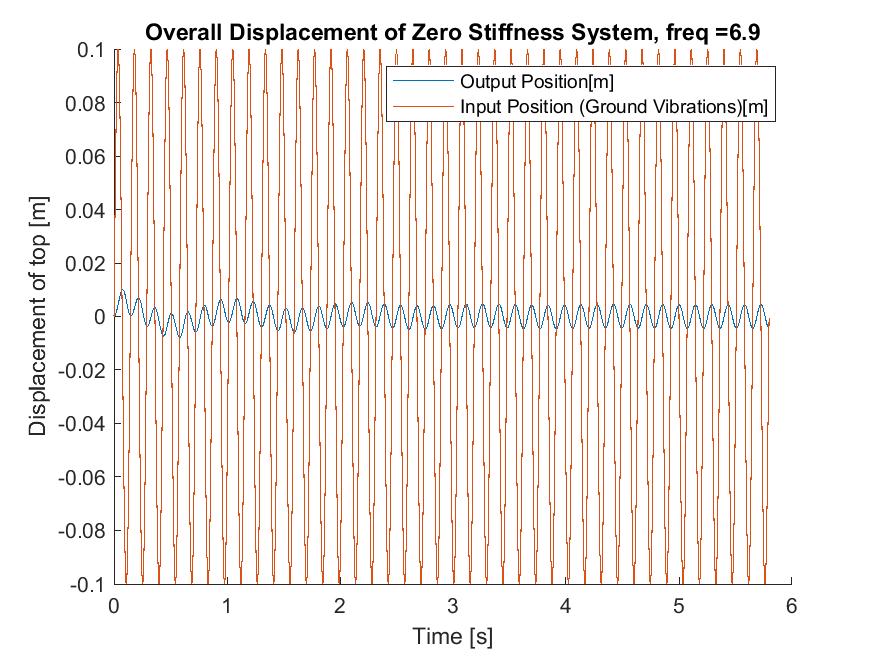 Overall Displacement of Zero Stiffness System, freq =6.9
Output Position[m]
Input Position (Ground Vibrations)[m]
Displacement of top [m]
0.1
0.08
0.06
0.04
0.02
0
-0.02
-0.04
-0.06
-0.08
-0.1
0 1 2 3 4 5 6
Time [s]